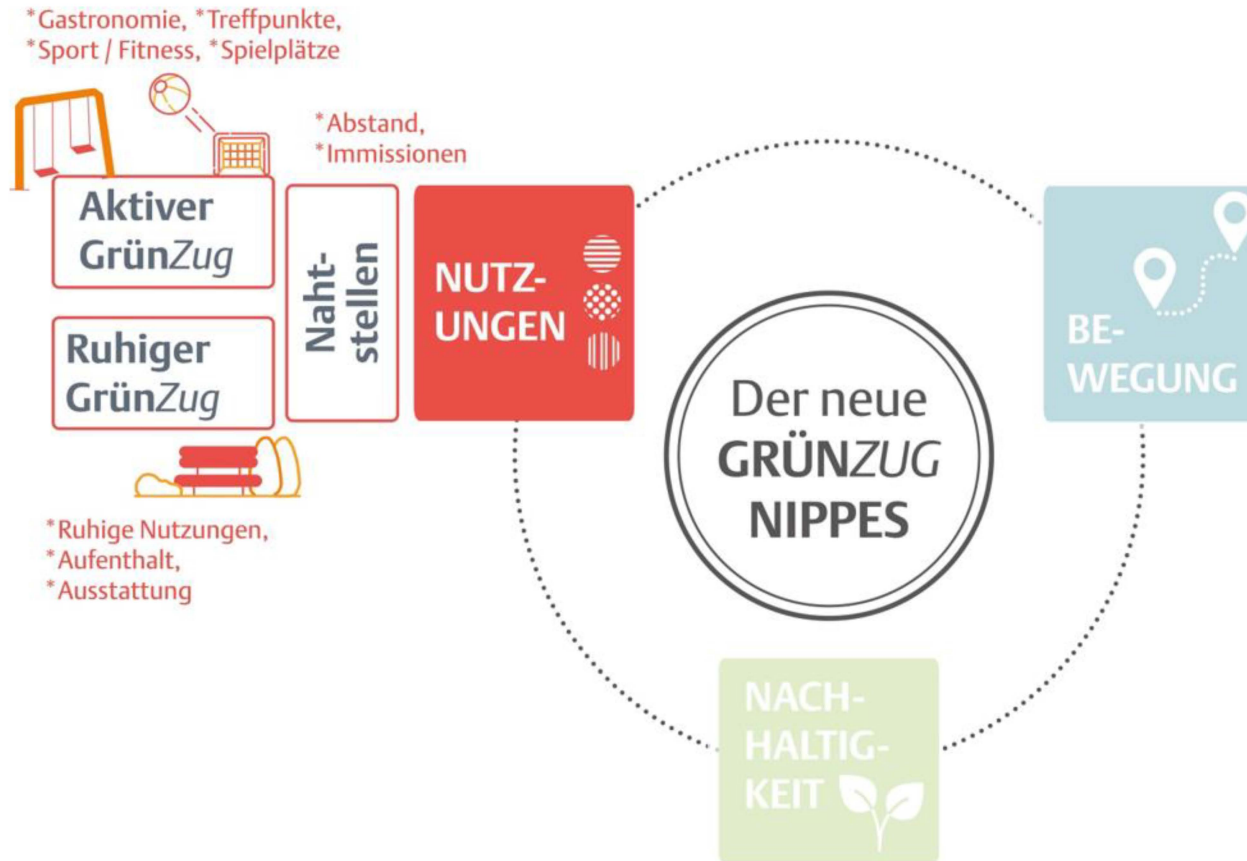 *Gastronomie, *Treffpunkte,
*Sport / Fitness, *Spielplätze
*Abstand,
*Immissionen
Aktiver
GrünZug
Ruhiger
GrünZug
Naht-
stellen
NUTZ-
UNGEN
*Ruhige Nutzungen,
*Aufenthalt,
*Ausstattung
Der neue
GRÜNZUG
NIPPES
BE-
WEGUNG
NACH-
HALTIG-
KEIT